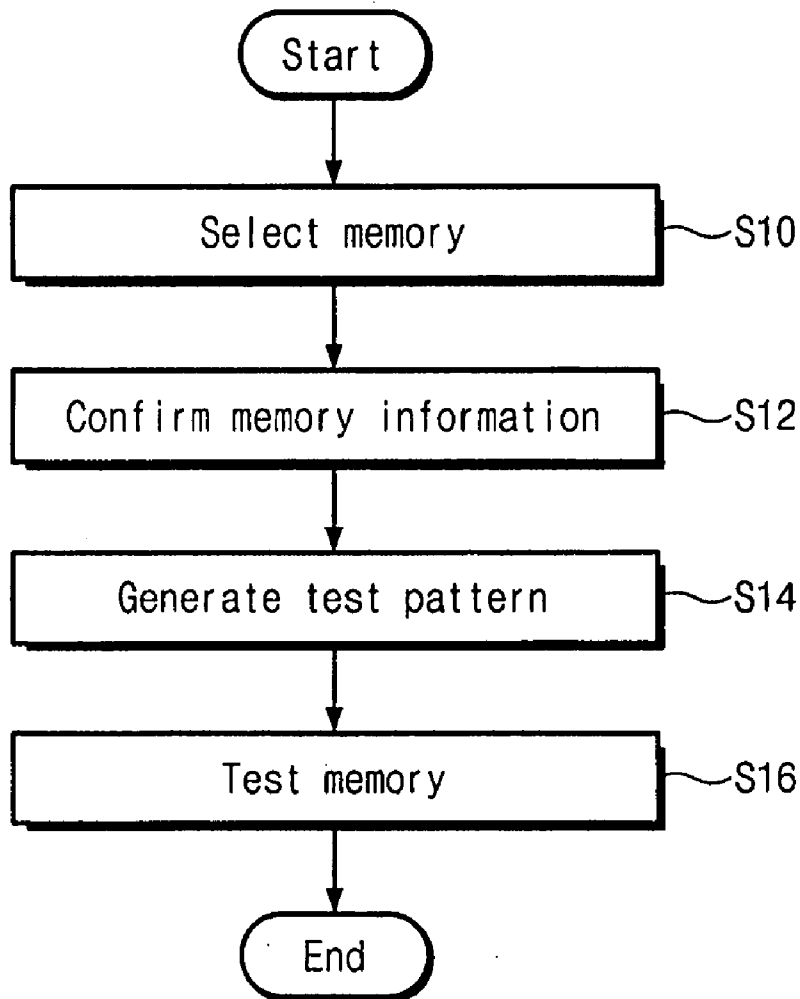 Start
Select memory
S10
Confirm memory information
S12
Generate test pattern
S14
Test memory
S16
End